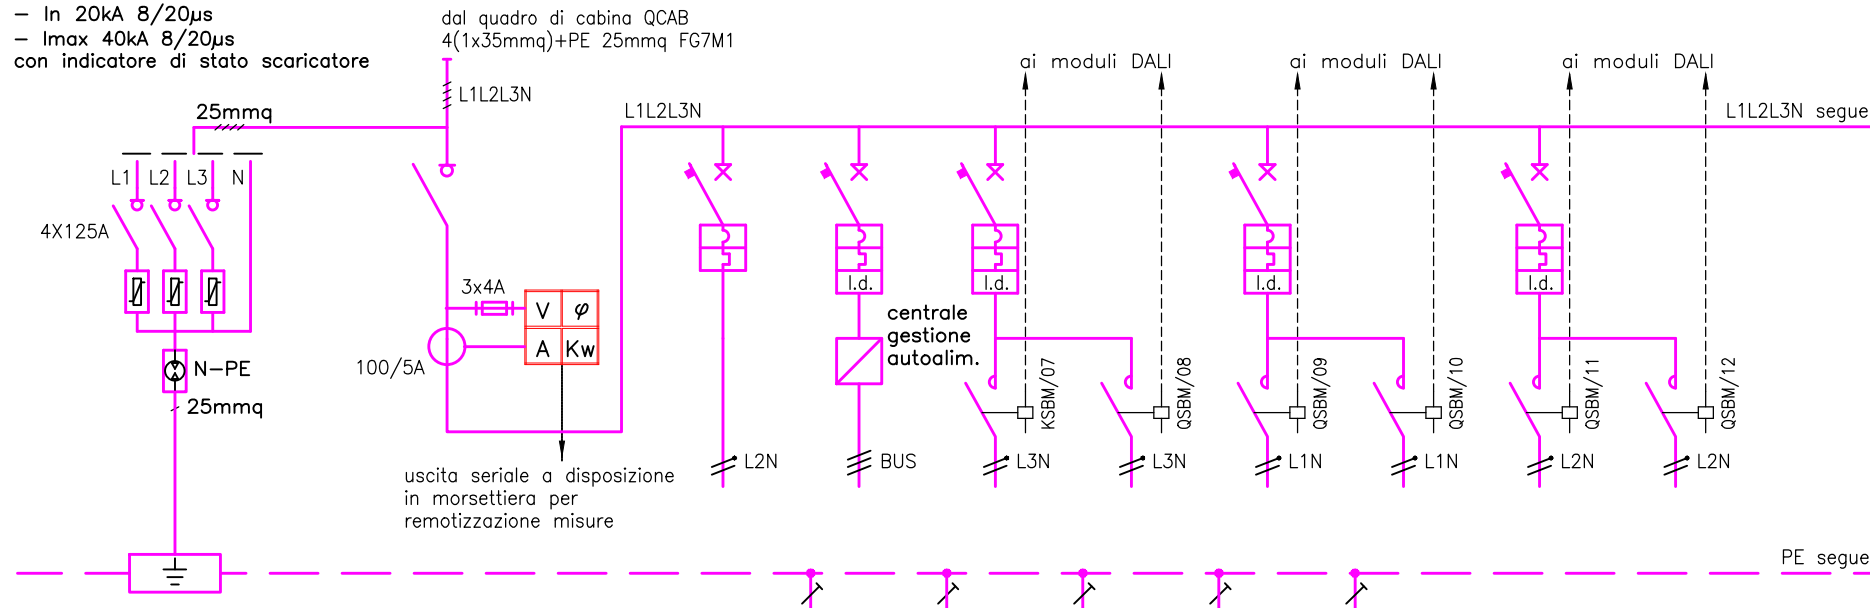 – In 20kA 8/20µs
– Imax 40kA 8/20µs
con indicatore di stato scaricatore
dal quadro di cabina QCAB
4(1x35mmq)+PE 25mmq FG7M1
L1L2L3N
25mmq
L1 L2 L3 N
4X125A
N–PE
25mmq
3x4A
V φ
A Kw
100/5A
uscita seriale a disposizione
in morsettiera per
remotizzazione misure
L1L2L3N
L1L2L3N segue
ai moduli DALI
ai moduli DALI
ai moduli DALI
I.d.
I.d.
I.d.
I.d.
centrale
gestione
autoalim.
KSBM/07
QSBM/08
QSBM/09
QSBM/10
QSBM/11
QSBM/12
L2N
BUS
L3N
L3N
L1N
L1N
L2N
L2N
PE segue